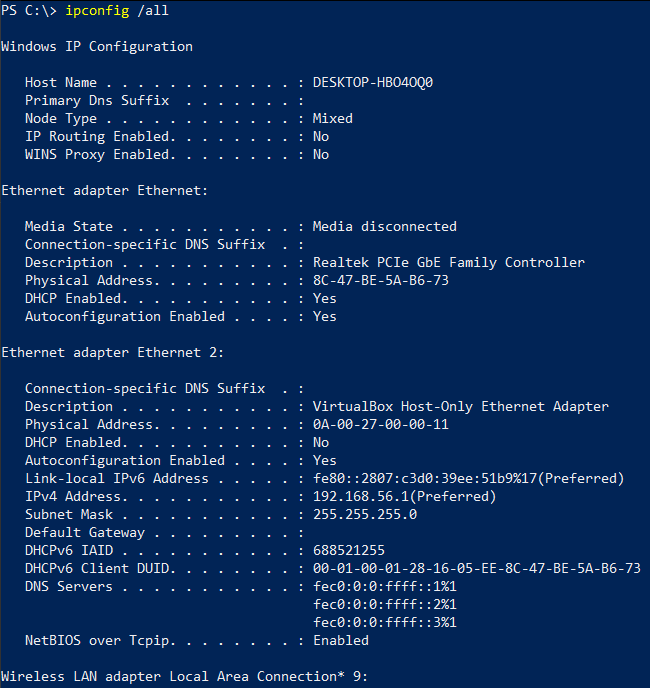 PS C:\> ipconfig /all
Windows IP Configuration
Host Name . . . . . . . . . . . . : DESKTOP-HBO4OQ0
Primary Dns Suffix  . . . . . . . :
Node Type . . . . . . . . . . . . : Mixed
IP Routing Enabled. . . . . . . . : No
WINS Proxy Enabled. . . . . . . . : No
Ethernet adapter Ethernet:
Media State . . . . . . . . . . . : Media disconnected
Connection-specific DNS Suffix  . :
Description . . . . . . . . . . . : Realtek PCIe GbE Family Controller
Physical Address. . . . . . . . . : 8C-47-BE-5A-B6-73
DHCP Enabled. . . . . . . . . . . : Yes
Autoconfiguration Enabled . . . . : Yes
Ethernet adapter Ethernet 2:
Connection-specific DNS Suffix  . :
Description . . . . . . . . . . . : VirtualBox Host-Only Ethernet Adapter
Physical Address. . . . . . . . . : 0A-00-27-00-00-11
DHCP Enabled. . . . . . . . . . . : No
Autoconfiguration Enabled . . . . : Yes
Link-local IPv6 Address . . . . . : fe80::2807:c3d0:39ee:51b9%17(Preferred)
IPv4 Address. . . . . . . . . . . : 192.168.56.1(Preferred)
Subnet Mask . . . . . . . . . . . : 255.255.255.0
Default Gateway . . . . . . . . . :
DHCPv6 IAID . . . . . . . . . . . : 688521255
DHCPv6 Client DUID. . . . . . . . : 00-01-00-01-28-16-05-EE-8C-47-BE-5A-B6-73
DNS Servers . . . . . . . . . . . : fec0:0:0:ffff::1%1
fec0:0:0:ffff::2%1
fec0:0:0:ffff::3%1
NetBIOS over Tcpip. . . . . . . . : Enabled
Wireless LAN adapter Local Area Connection* 9: